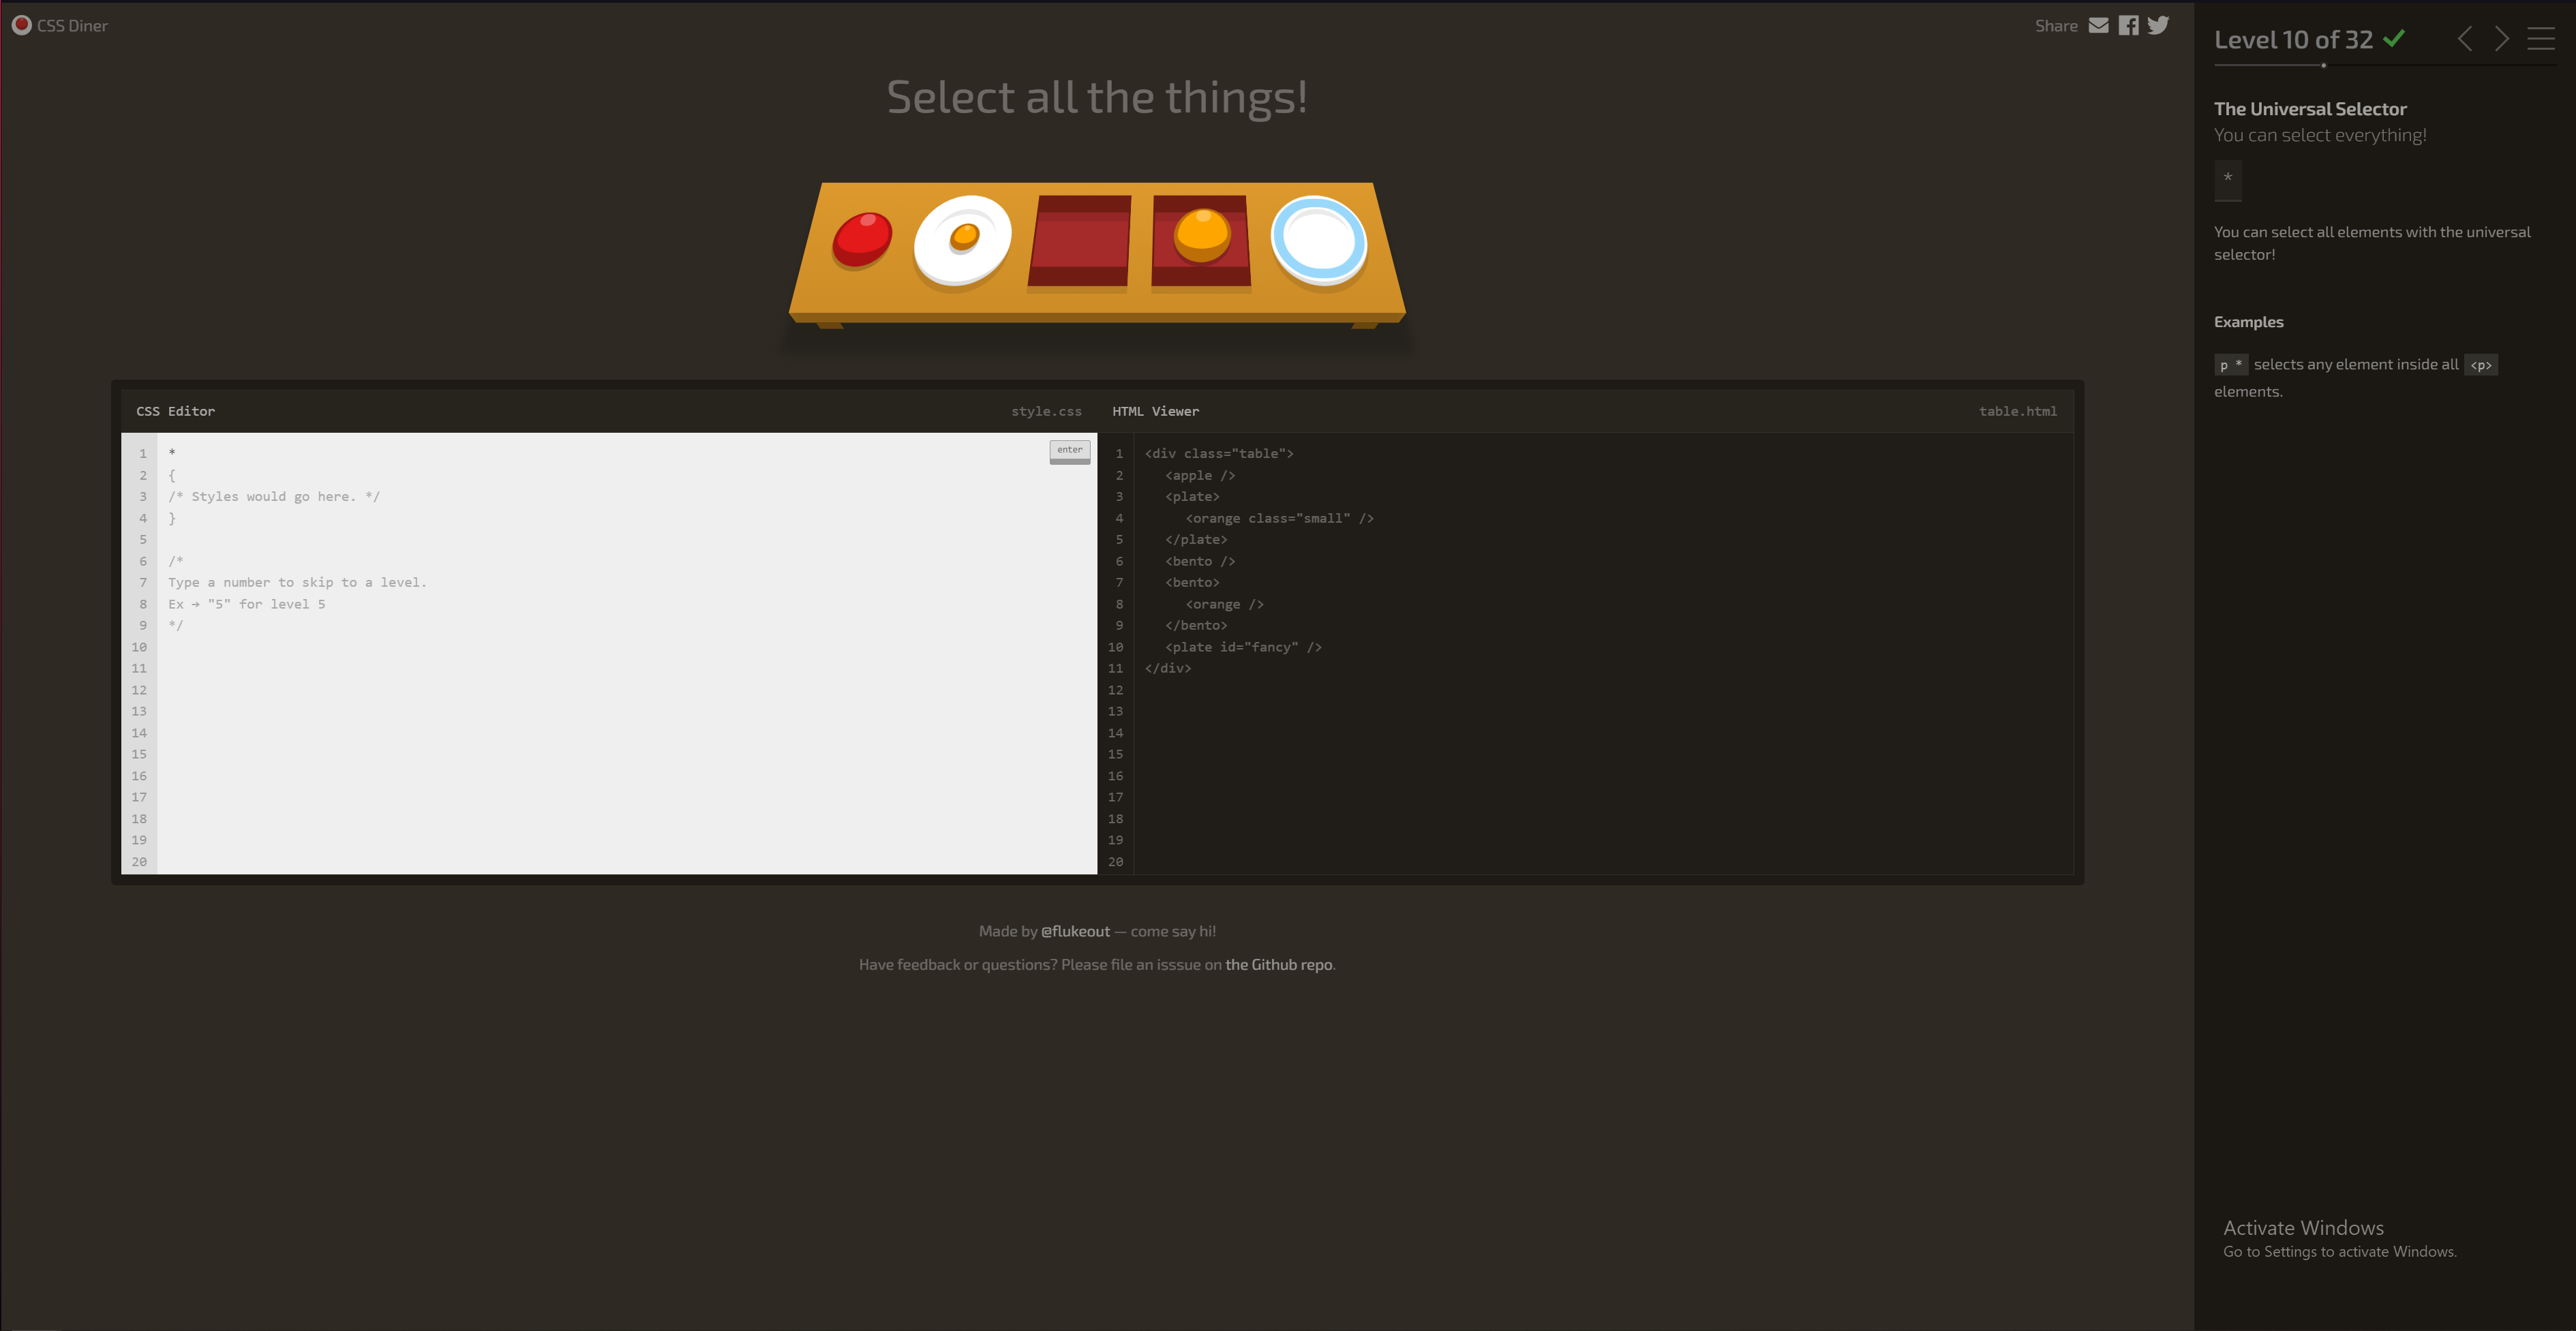 CSS Diner
Share
Select all the things!
CSS Editor style.css
1 *
2 {
3 /* Styles would go here. */
4 }
5
6 /*
7 Type a number to skip to a level.
8 Ex → "5" for level 5
9 */
10
11
12
13
14
15
16
17
18
19
20
enter
HTML Viewer table.html
1 <div class="table">
2 <apple />
3 <plate>
4 <orange class="small" />
5 </plate>
6 <bento />
7 <bento>
8 <orange />
9 </bento>
10 <plate id="fancy" />
11 </div>
12
13
14
15
16
17
18
19
20
Made by @flukeout — come say hi!
Have feedback or questions? Please file an isssue on the Github repo.
Level 10 of 32
The Universal Selector
You can select everything!
*
You can select all elements with the universal
selector!
Examples
p * selects any element inside all <p>
elements.
Activate Windows
Go to Settings to activate Windows.